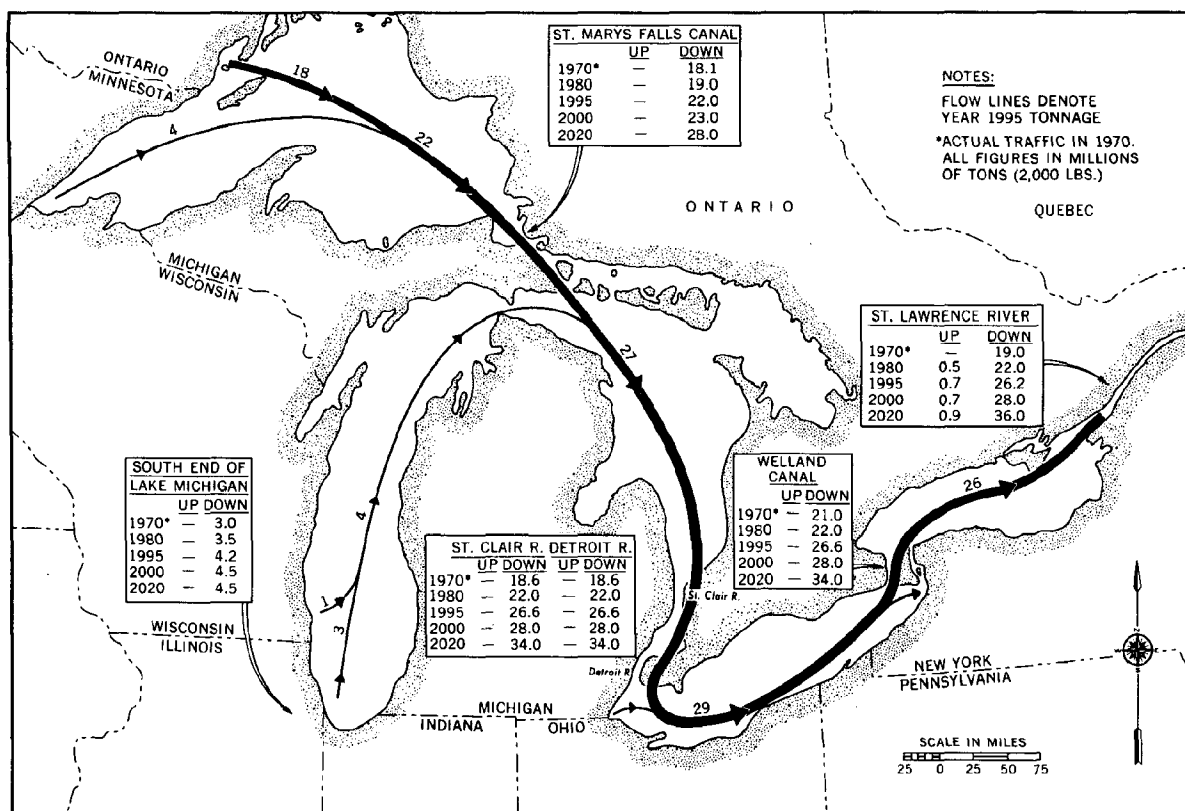 ST. MARYS FALLS CANAL
UP DOWN
1970* — 18.1
1980 — 19.0
1995 — 22.0
2000 — 23.0
2020 — 28.0
NOTES:
FLOW LINES DENOTE
YEAR 1995 TONNAGE
*ACTUAL TRAFFIC IN 1970.
ALL FIGURES IN MILLIONS
OF TONS (2,000 LBS.)
ONTARIO
MINNESOTA
18
4
22
ONTARIO
QUEBEC
MICHIGAN
WISCONSIN
27
ST. LAWRENCE RIVER
UP DOWN
1970* — 19.0
1980 0.5 22.0
1995 0.7 26.2
2000 0.7 28.0
2020 0.9 36.0
SOUTH END OF
LAKE MICHIGAN
UP DOWN
1970* — 3.0
1980 — 3.5
1995 — 4.2
2000 — 4.5
2020 — 4.5
4
1
3
ST. CLAIR R. DETROIT R.
UP DOWN UP DOWN
1970* — 18.6 — 18.6
1980 — 22.0 — 22.0
1995 — 26.6 — 26.6
2000 — 28.0 — 28.0
2020 — 34.0 — 34.0
WELLAND
CANAL
UP DOWN
1970* — 21.0
1980 — 22.0
1995 — 26.6
2000 — 28.0
2020 — 34.0
26
St. Clair R.
WISCONSIN
ILLINOIS
Detroit R
MICHIGAN
INDIANA
OHIO
29
NEW YORK
PENNSYLVANIA
SCALE IN MILES
25 0 25 50 75